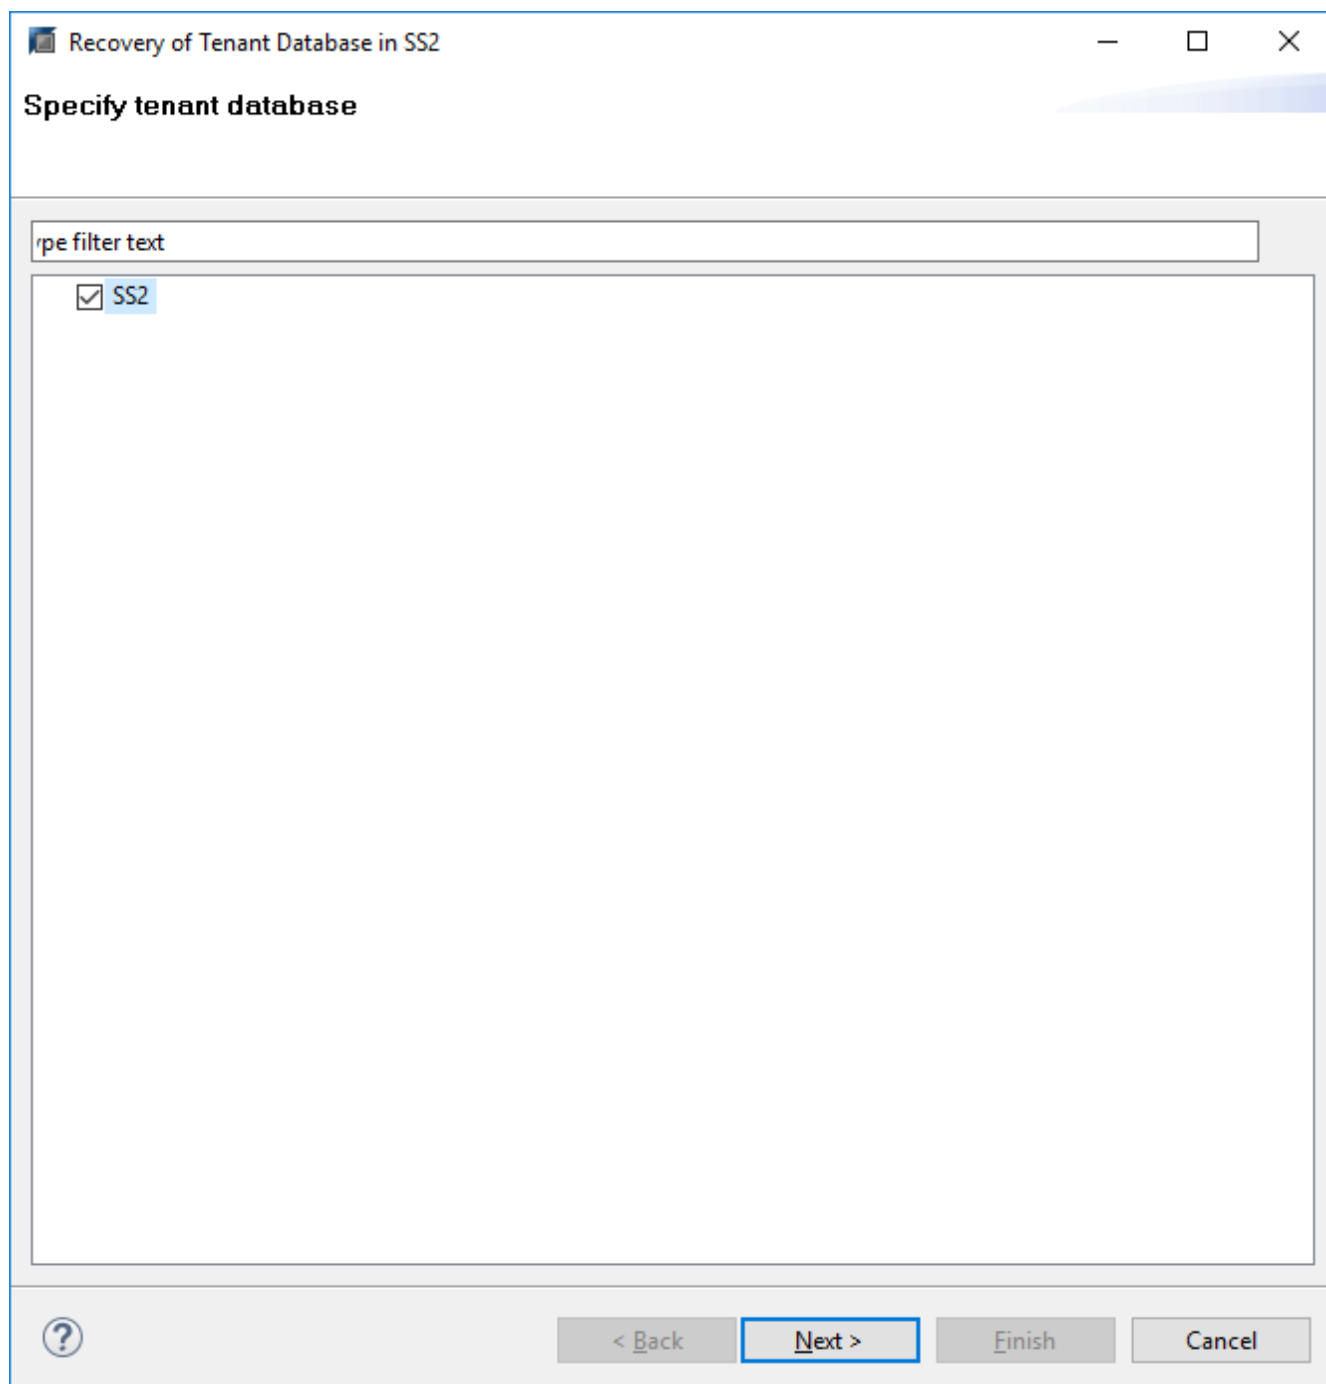 Recovery of Tenant Database in SS2
Specify tenant database
pe filter text
SS2
?
< Back
Next >
Finish
Cancel